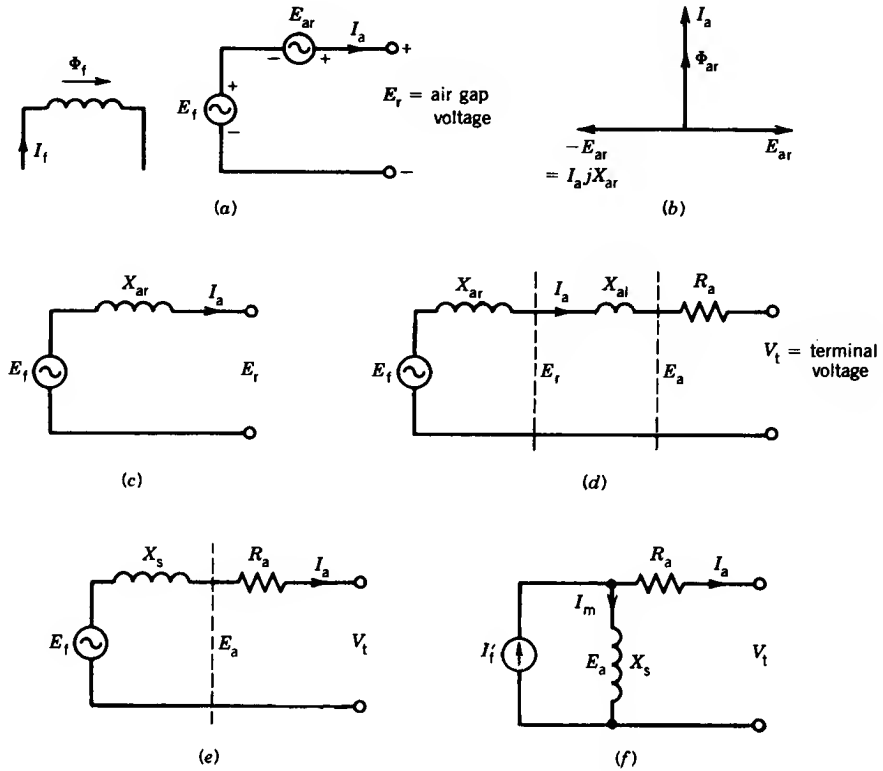 Φf
If
Ef
Ear
Ia
+
−
+
−
+
−
Er = air gap
voltage
(a)
Ia
Φar
−Ear
= IajXar
Ear
(b)
Xar
Ia
Ef
Er
(c)
Xar
Ia
Xal
Ra
Ef
Er
Ea
Vt = terminal
voltage
(d)
Xs
Ra
Ia
Ef
Ea
Vt
(e)
Ra
Ia
Im
I′f
Ea
Xs
Vt
(f)